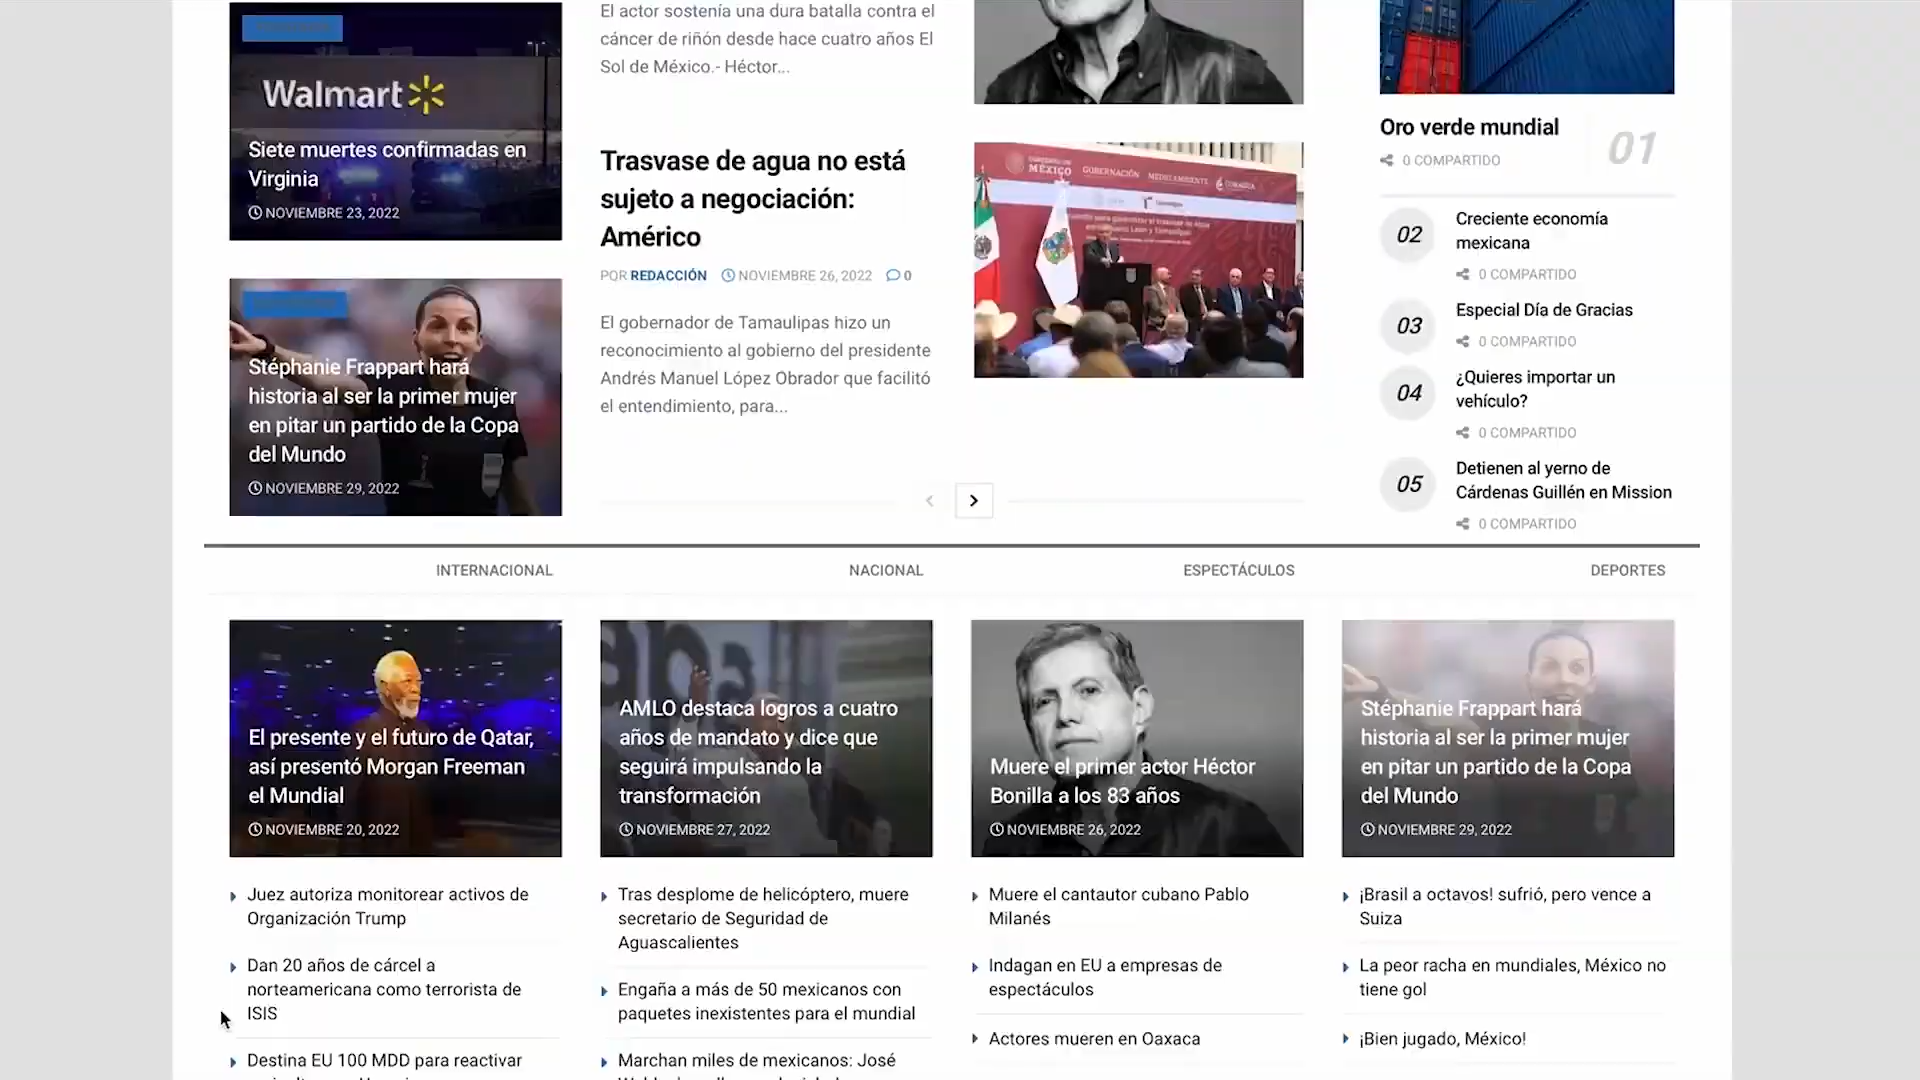 Walmart
Siete muertes confirmadas en
Virginia
NOVIEMBRE 23, 2022
Stéphanie Frappart hará
historia al ser la primer mujer
en pitar un partido de la Copa
del Mundo
NOVIEMBRE 29, 2022
El actor sostenía una dura batalla contra el
cáncer de riñón desde hace cuatro años El
Sol de México.- Héctor...
Trasvase de agua no está
sujeto a negociación:
Américo
POR REDACCIÓN NOVIEMBRE 26, 2022 0
El gobernador de Tamaulipas hizo un
reconocimiento al gobierno del presidente
Andrés Manuel López Obrador que facilitó
el entendimiento, para...
MÉXICO
GOBERNACIÓN
Oro verde mundial
0 COMPARTIDO
01
02
Creciente economía
mexicana
0 COMPARTIDO
03
Especial Día de Gracias
0 COMPARTIDO
04
¿Quieres importar un
vehículo?
0 COMPARTIDO
05
Detienen al yerno de
Cárdenas Guillén en Mission
0 COMPARTIDO
INTERNACIONAL
El presente y el futuro de Qatar,
así presentó Morgan Freeman
el Mundial
NOVIEMBRE 20, 2022
Juez autoriza monitorear activos de
Organización Trump
Dan 20 años de cárcel a
norteamericana como terrorista de
ISIS
Destina EU 100 MDD para reactivar
NACIONAL
AMLO destaca logros a cuatro
años de mandato y dice que
seguirá impulsando la
transformación
NOVIEMBRE 27, 2022
Tras desplome de helicóptero, muere
secretario de Seguridad de
Aguascalientes
Engaña a más de 50 mexicanos con
paquetes inexistentes para el mundial
Marchan miles de mexicanos: José
ESPECTÁCULOS
Muere el primer actor Héctor
Bonilla a los 83 años
NOVIEMBRE 26, 2022
Muere el cantautor cubano Pablo
Milanés
Indagan en EU a empresas de
espectáculos
Actores mueren en Oaxaca
DEPORTES
Stéphanie Frappart hará
historia al ser la primer mujer
en pitar un partido de la Copa
del Mundo
NOVIEMBRE 29, 2022
¡Brasil a octavos! sufrió, pero vence a
Suiza
La peor racha en mundiales, México no
tiene gol
¡Bien jugado, México!